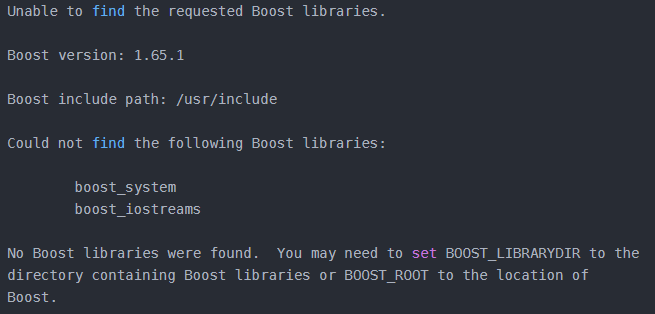 Unable to find the requested Boost libraries.
Boost version: 1.65.1
Boost include path: /usr/include
Could not find the following Boost libraries:
boost_system
boost_iostreams
No Boost libraries were found.  You may need to set BOOST_LIBRARYDIR to the
directory containing Boost libraries or BOOST_ROOT to the location of
Boost.